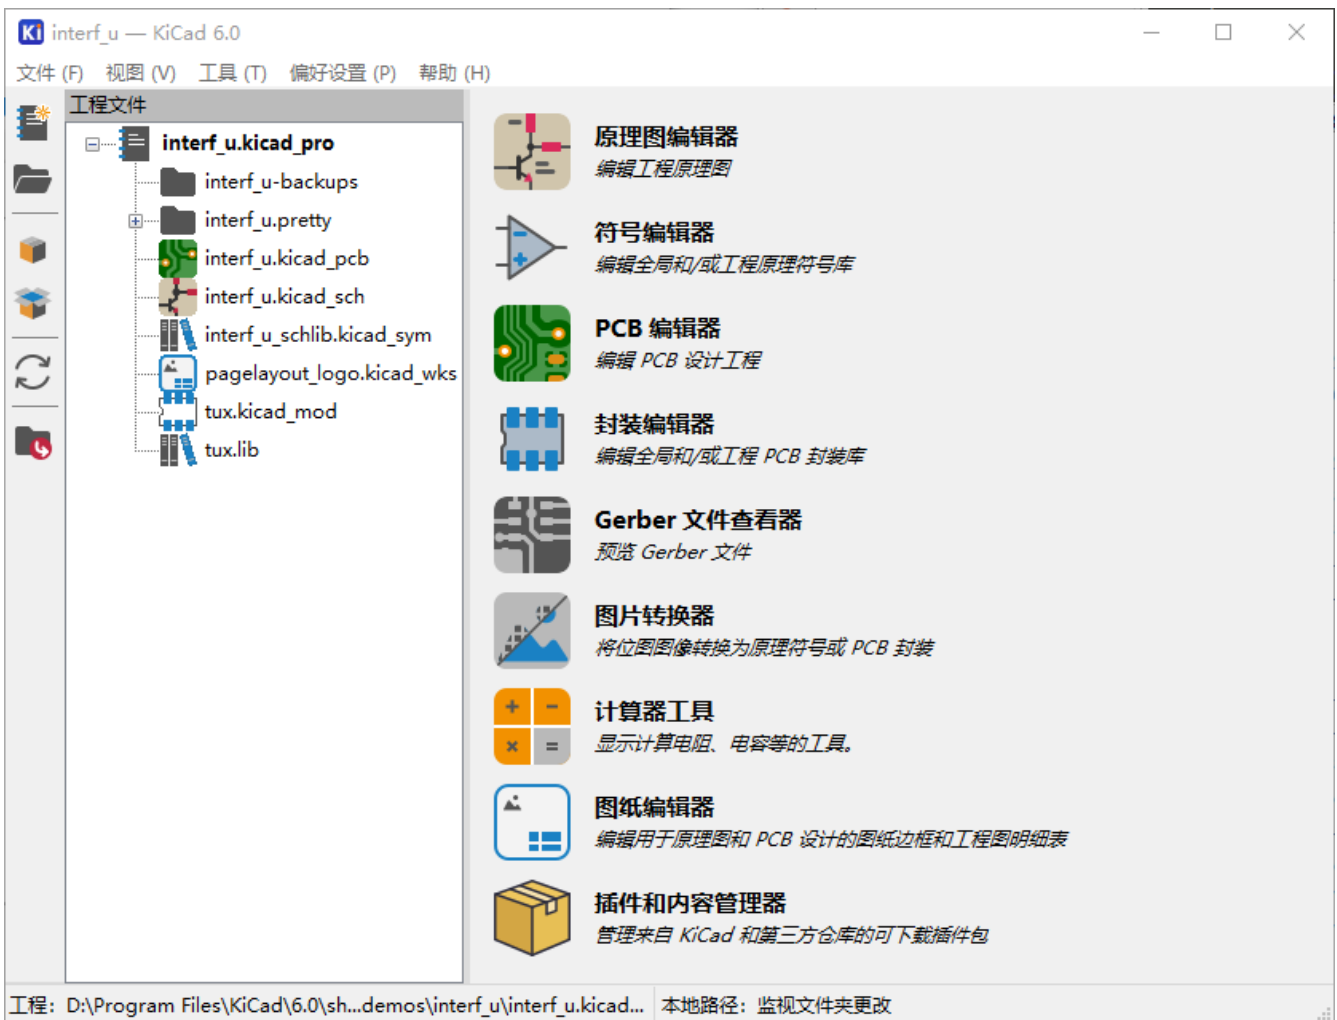 interf_u — KiCad 6.0
文件 (F) 视图 (V) 工具 (T) 偏好设置 (P) 帮助 (H)
工程文件
interf_u.kicad_pro
interf_u-backups
interf_u.pretty
interf_u.kicad_pcb
interf_u.kicad_sch
interf_u_schlib.kicad_sym
pagelayout_logo.kicad_wks
tux.kicad_mod
tux.lib
原理图编辑器
编辑工程原理图
符号编辑器
编辑全局和/或工程原理符号库
PCB 编辑器
编辑 PCB 设计工程
封装编辑器
编辑全局和/或工程 PCB 封装库
Gerber 文件查看器
预览 Gerber 文件
图片转换器
将位图图像转换为原理符号或 PCB 封装
计算器工具
显示计算电阻、电容等的工具。
图纸编辑器
编辑用于原理图和 PCB 设计的图纸边框和工程图明细表
插件和内容管理器
管理来自 KiCad 和第三方仓库的可下载插件包
工程：D:\Program Files\KiCad\6.0\sh...demos\interf_u\interf_u.kicad... 本地路径：监视文件夹更改